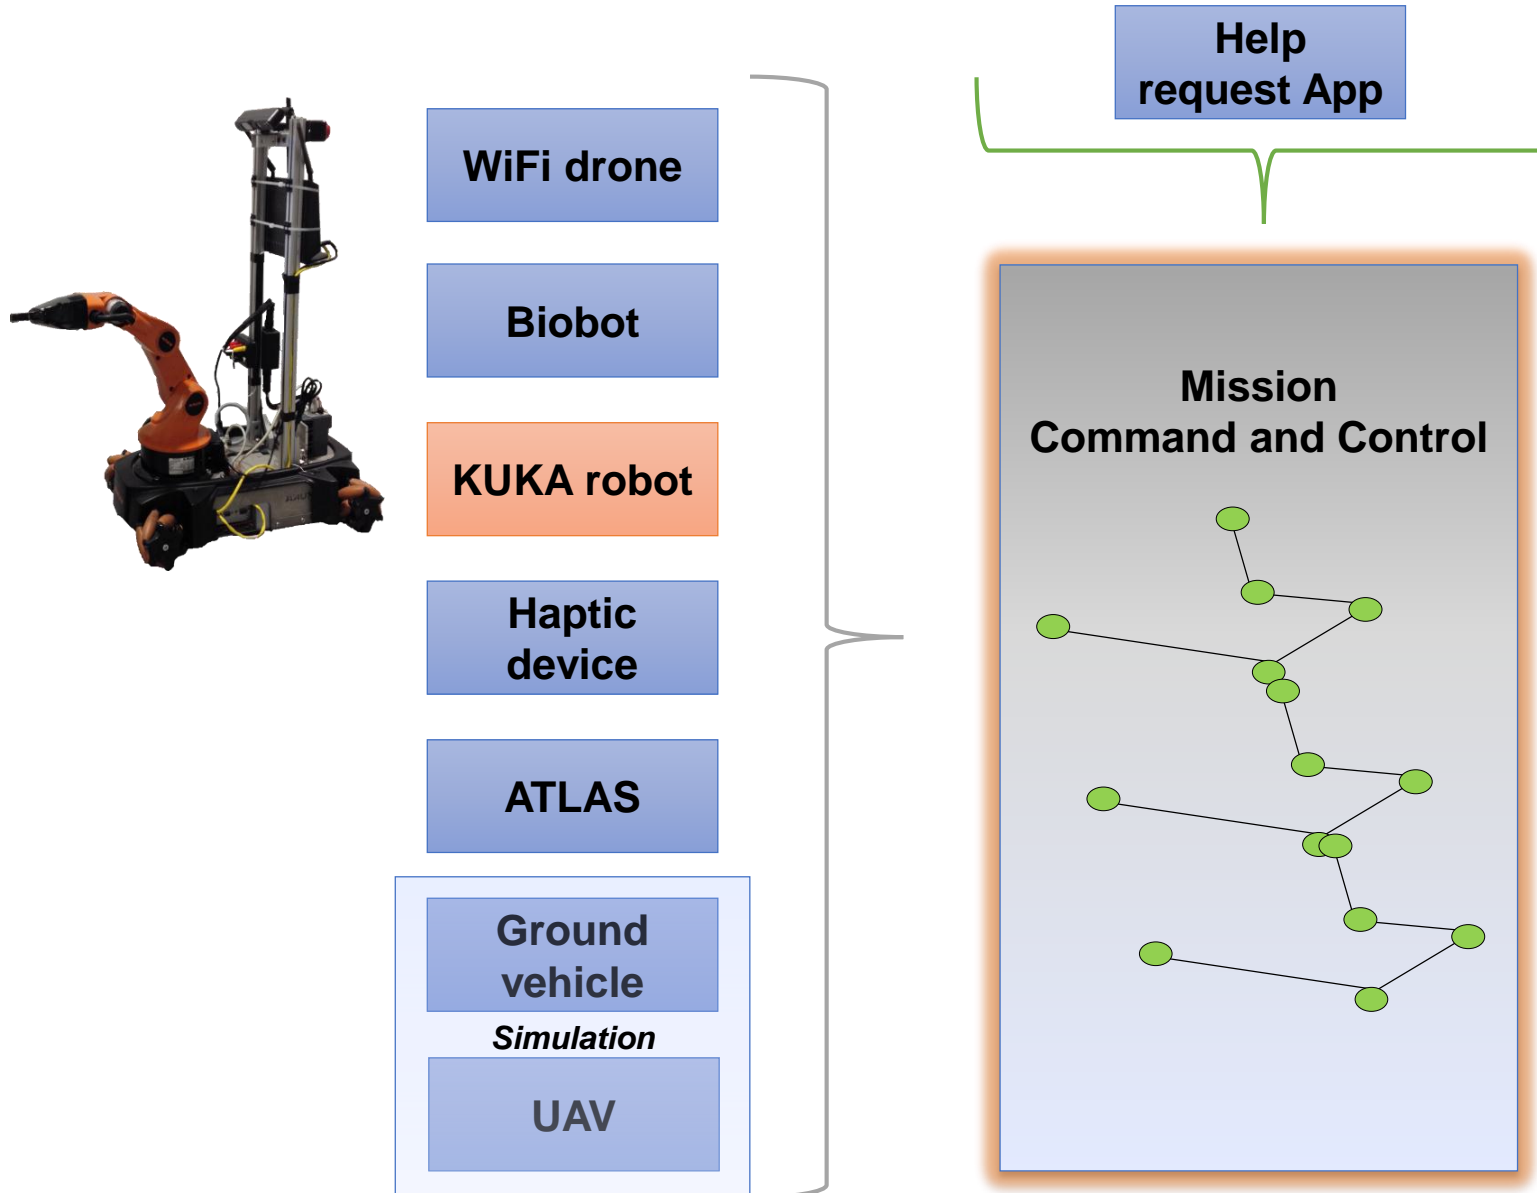 Help
request App
WiFi drone
Biobot
KUKA robot
Haptic
device
ATLAS
Ground
vehicle
Simulation
UAV
Mission
Command and Control